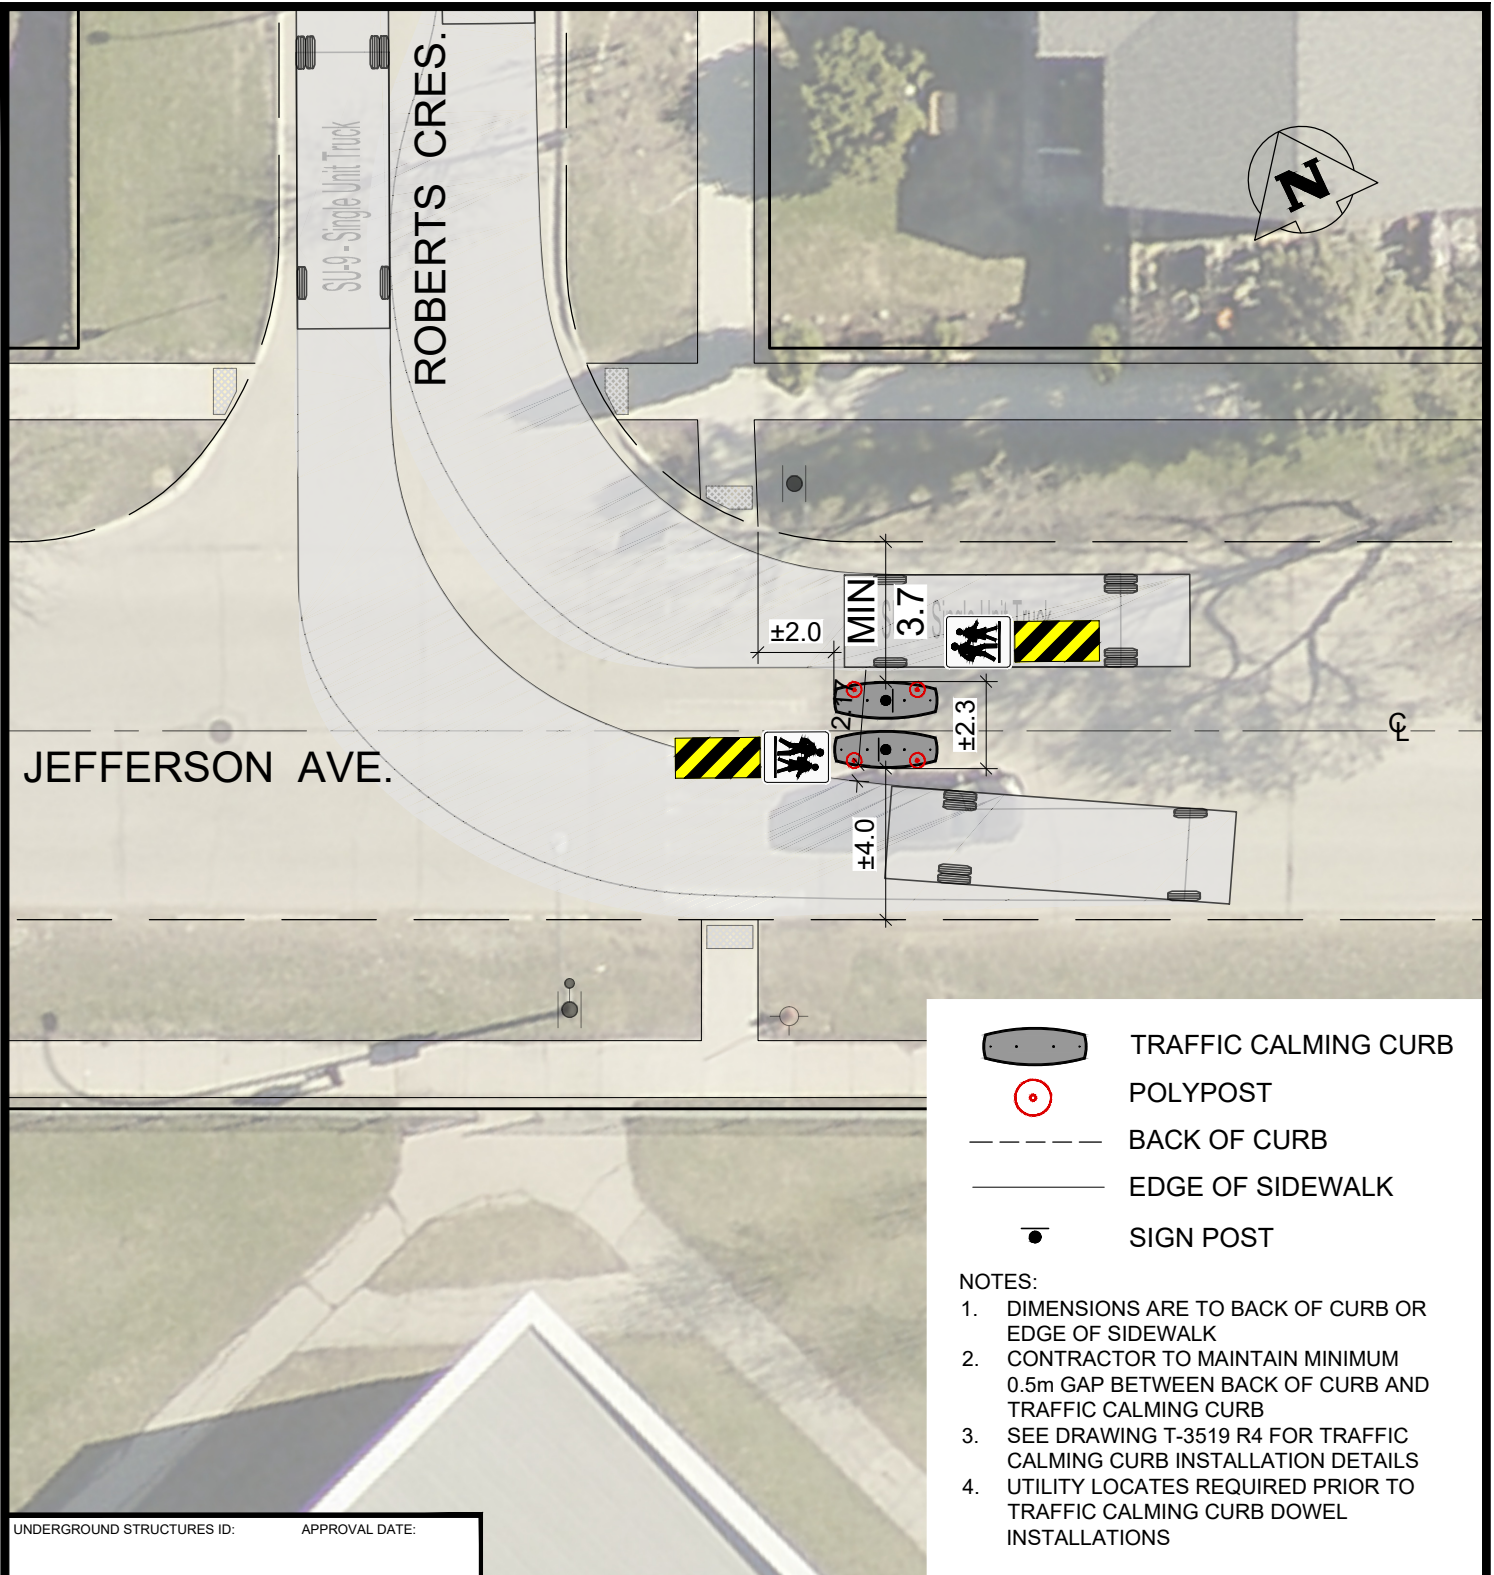 SU-9 - Single Unit Truck
ROBERTS CRES.
N
±2.0
MIN
3.7
Single Unit Truck
±2.3
℄
JEFFERSON AVE.
±4.0
TRAFFIC CALMING CURB
POLYPOST
BACK OF CURB
EDGE OF SIDEWALK
SIGN POST
NOTES:
1. DIMENSIONS ARE TO BACK OF CURB OR
EDGE OF SIDEWALK
2. CONTRACTOR TO MAINTAIN MINIMUM
0.5m GAP BETWEEN BACK OF CURB AND
TRAFFIC CALMING CURB
3. SEE DRAWING T-3519 R4 FOR TRAFFIC
CALMING CURB INSTALLATION DETAILS
4. UTILITY LOCATES REQUIRED PRIOR TO
TRAFFIC CALMING CURB DOWEL
INSTALLATIONS
UNDERGROUND STRUCTURES ID: APPROVAL DATE: